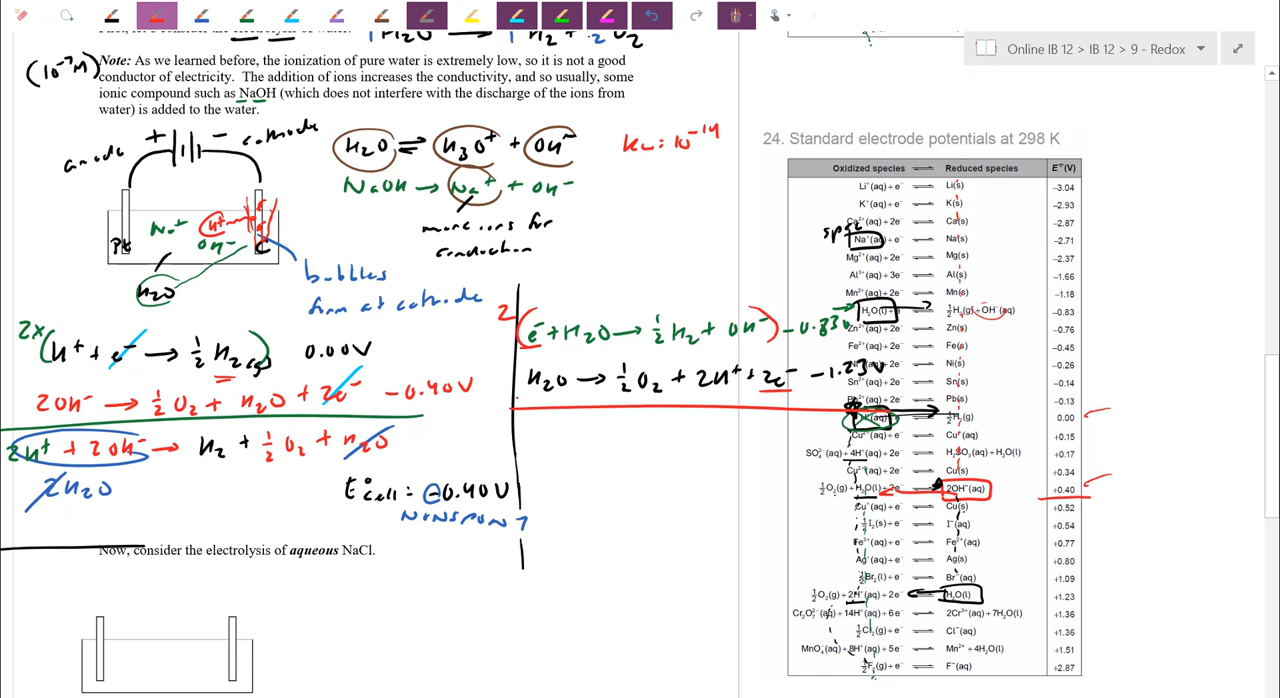 1 H₂O → 1 H₂ + ½ O₂
(10⁻⁷M)
Note: As we learned before, the ionization of pure water is extremely low, so it is not a good
conductor of electricity. The addition of ions increases the conductivity, and so usually, some
ionic compound such as NaOH (which does not interfere with the discharge of the ions from
water) is added to the water.
anode + - cathode
H₂O ⇌ H₃O⁺ + OH⁻ Kw = 10⁻¹⁴
NaOH → Na⁺ + OH⁻
more ions for
conduction
Pt Na⁺ H⁺ OH⁻ C
H₂O
bubbles
form at cathode
2x(H⁺ + e⁻ → ½ H₂(g)) 0.00V
2OH⁻ → ½ O₂ + H₂O + 2e⁻ -0.40V
2H⁺ + 2OH⁻ → H₂ + ½ O₂ + H₂O
2H₂O
E°cell = -0.40V
NONSPONT
2(e⁻ + H₂O → ½ H₂ + OH⁻) -0.83V
H₂O → ½ O₂ + 2H⁺ + 2e⁻ -1.23V
Now, consider the electrolysis of aqueous NaCl.
Online IB 12 > IB 12 > 9 - Redox
24. Standard electrode potentials at 298 K
Oxidized species ⇌ Reduced species E⊖(V)
Li⁺(aq) + e⁻ ⇌ Li(s) −3.04
K⁺(aq) + e⁻ ⇌ K(s) −2.93
Ca²⁺(aq) + 2e⁻ ⇌ Ca(s) −2.87
spec
Na⁺(aq) + e⁻ ⇌ Na(s) −2.71
Mg²⁺(aq) + 2e⁻ ⇌ Mg(s) −2.37
Al³⁺(aq) + 3e⁻ ⇌ Al(s) −1.66
Mn²⁺(aq) + 2e⁻ ⇌ Mn(s) −1.18
H₂O(l) + e⁻ ⇌ ½H₂(g) + OH⁻(aq) −0.83
Zn²⁺(aq) + 2e⁻ ⇌ Zn(s) −0.76
Fe²⁺(aq) + 2e⁻ ⇌ Fe(s) −0.45
Ni²⁺(aq) + 2e⁻ ⇌ Ni(s) −0.26
Sn²⁺(aq) + 2e⁻ ⇌ Sn(s) −0.14
Pb²⁺(aq) + 2e⁻ ⇌ Pb(s) −0.13
H⁺(aq) + e⁻ ⇌ ½H₂(g) 0.00
Cu²⁺(aq) + e⁻ ⇌ Cu⁺(aq) +0.15
SO₄²⁻(aq) + 4H⁺(aq) + 2e⁻ ⇌ H₂SO₃(aq) + H₂O(l) +0.17
Cu²⁺(aq) + 2e⁻ ⇌ Cu(s) +0.34
½O₂(g) + H₂O(l) + 2e⁻ ⇌ 2OH⁻(aq) +0.40
Cu⁺(aq) + e⁻ ⇌ Cu(s) +0.52
½I₂(s) + e⁻ ⇌ I⁻(aq) +0.54
Fe³⁺(aq) + e⁻ ⇌ Fe²⁺(aq) +0.77
Ag⁺(aq) + e⁻ ⇌ Ag(s) +0.80
½Br₂(l) + e⁻ ⇌ Br⁻(aq) +1.09
½O₂(g) + 2H⁺(aq) + 2e⁻ ⇌ H₂O(l) +1.23
Cr₂O₇²⁻(aq) + 14H⁺(aq) + 6e⁻ ⇌ 2Cr³⁺(aq) + 7H₂O(l) +1.36
½Cl₂(g) + e⁻ ⇌ Cl⁻(aq) +1.36
MnO₄⁻(aq) + 8H⁺(aq) + 5e⁻ ⇌ Mn²⁺ + 4H₂O(l) +1.51
½F₂(g) + e⁻ ⇌ F⁻(aq) +2.87